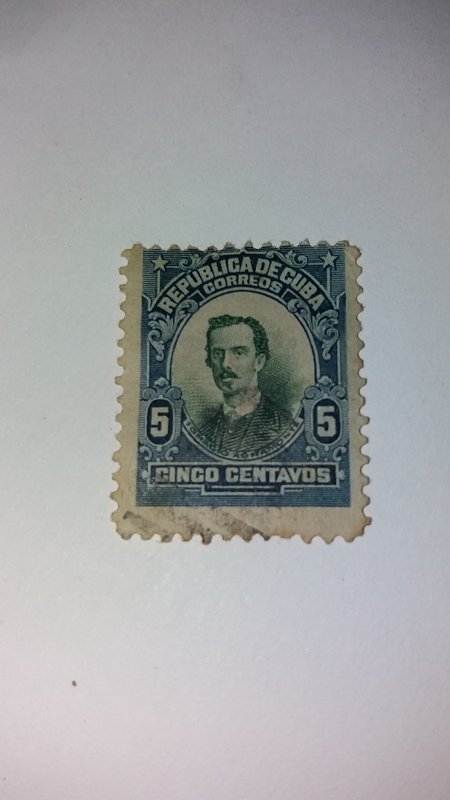 REPUBLICA DE CUBA
CORREOS
5 5
CINCO CENTAVOS